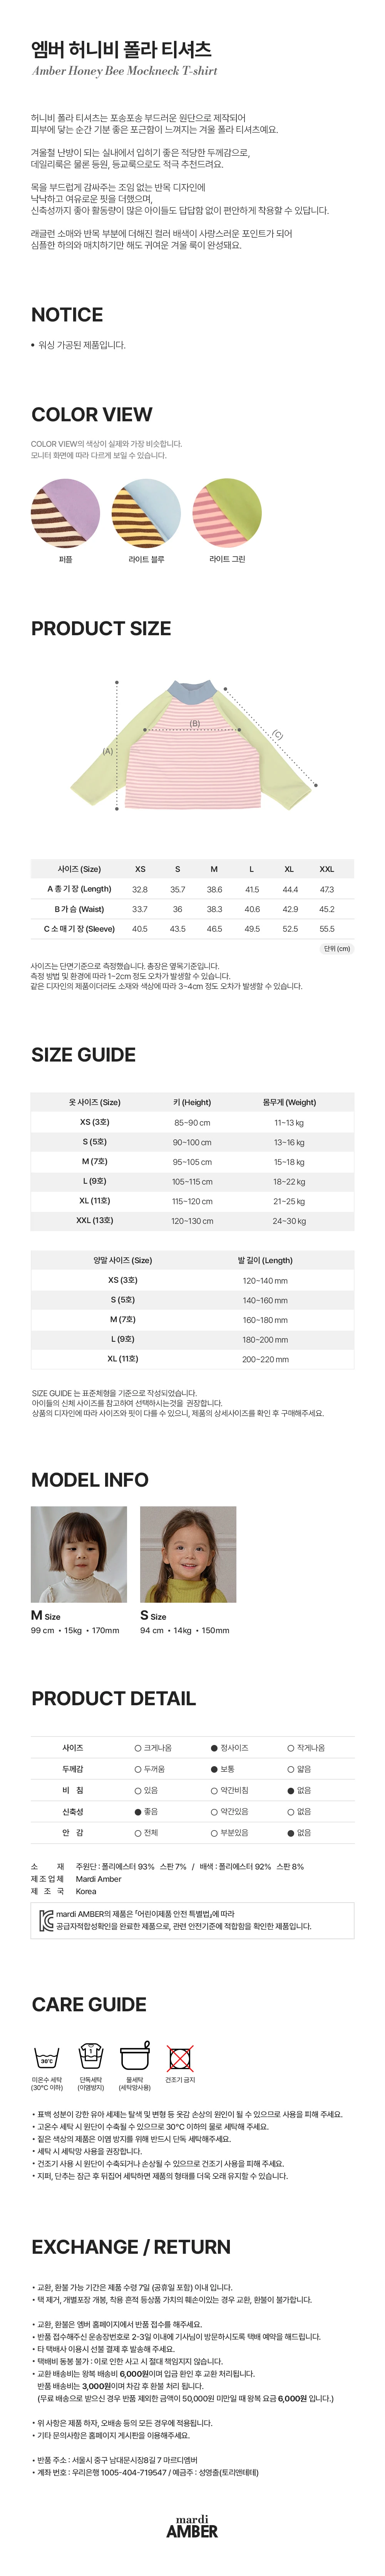 엠버 허니비 폴라 티셔츠
Amber Honey Bee Mockneck T-shirt
허니비 폴라 티셔츠는 포송포송 부드러운 원단으로 제작되어
피부에 닿는 순간 기분 좋은 포근함이 느껴지는 겨울 폴라 티셔츠예요.
겨울철 난방이 되는 실내에서 입히기 좋은 적당한 두께감으로,
데일리룩은 물론 등원, 등교룩으로도 적극 추천드려요.
목을 부드럽게 감싸주는 조임 없는 반목 디자인에
낙낙하고 여유로운 핏을 더했으며,
신축성까지 좋아 활동량이 많은 아이들도 답답함 없이 편안하게 착용할 수 있답니다.
래글런 소매와 반목 부분에 더해진 컬러 배색이 사랑스러운 포인트가 되어
심플한 하의와 매치하기만 해도 귀여운 겨울 룩이 완성돼요.
NOTICE
• 워싱 가공된 제품입니다.
COLOR VIEW
COLOR VIEW의 색상이 실제와 가장 비슷합니다.
모니터 화면에 따라 다르게 보일 수 있습니다.
퍼플 라이트 블루 라이트 그린
PRODUCT SIZE
(A) (B) (C)
사이즈 (Size) XS S M L XL XXL
A 총 기 장 (Length) 32.8 35.7 38.6 41.5 44.4 47.3
B 가 슴 (Waist) 33.7 36 38.3 40.6 42.9 45.2
C 소 매 기 장 (Sleeve) 40.5 43.5 46.5 49.5 52.5 55.5
단위 (cm)
사이즈는 단면기준으로 측정했습니다. 총장은 옆목기준입니다.
측정 방법 및 환경에 따라 1~2cm 정도 오차가 발생할 수 있습니다.
같은 디자인의 제품이더라도 소재와 색상에 따라 3~4cm 정도 오차가 발생할 수 있습니다.
SIZE GUIDE
옷 사이즈 (Size) 키 (Height) 몸무게 (Weight)
XS (3호) 85~90 cm 11~13 kg
S (5호) 90~100 cm 13~16 kg
M (7호) 95~105 cm 15~18 kg
L (9호) 105~115 cm 18~22 kg
XL (11호) 115~120 cm 21~25 kg
XXL (13호) 120~130 cm 24~30 kg
양말 사이즈 (Size) 발 길이 (Length)
XS (3호) 120~140 mm
S (5호) 140~160 mm
M (7호) 160~180 mm
L (9호) 180~200 mm
XL (11호) 200~220 mm
SIZE GUIDE 는 표준체형을 기준으로 작성되었습니다.
아이들의 신체 사이즈를 참고하여 선택하시는것을 권장합니다.
상품의 디자인에 따라 사이즈와 핏이 다를 수 있으니, 제품의 상세사이즈를 확인 후 구매해주세요.
MODEL INFO
M Size S Size
99 cm • 15kg • 170mm 94 cm • 14kg • 150mm
PRODUCT DETAIL
사이즈 ○ 크게나옴 ● 정사이즈 ○ 작게나옴
두께감 ○ 두꺼움 ● 보통 ○ 얇음
비 침 ○ 있음 ○ 약간비침 ● 없음
신축성 ● 좋음 ○ 약간있음 ○ 없음
안 감 ○ 전체 ○ 부분있음 ● 없음
소 재 주원단 : 폴리에스터 93% 스판 7% / 배색 : 폴리에스터 92% 스판 8%
제조업체 Mardi Amber
제 조 국 Korea
mardi AMBER의 제품은 「어린이제품 안전 특별법」에 따라
공급자적합성확인을 완료한 제품으로, 관련 안전기준에 적합함을 확인한 제품입니다.
CARE GUIDE
30℃
미온수 세탁 단독세탁 울세탁 건조기 금지
(30℃ 이하) (이염방지) (세탁망사용)
• 표백 성분이 강한 유아 세제는 탈색 및 변형 등 옷감 손상의 원인이 될 수 있으므로 사용을 피해 주세요.
• 고온수 세탁 시 원단이 수축될 수 있으므로 30℃ 이하의 물로 세탁해 주세요.
• 짙은 색상의 제품은 이염 방지를 위해 반드시 단독 세탁해주세요.
• 세탁 시 세탁망 사용을 권장합니다.
• 건조기 사용 시 원단이 수축되거나 손상될 수 있으므로 건조기 사용을 피해 주세요.
• 지퍼, 단추는 잠근 후 뒤집어 세탁하면 제품의 형태를 더욱 오래 유지할 수 있습니다.
EXCHANGE / RETURN
• 교환, 환불 가능 기간은 제품 수령 7일 (공휴일 포함) 이내 입니다.
• 택 제거, 개별포장 개봉, 착용 흔적 등상품 가치의 훼손이있는 경우 교환, 환불이 불가합니다.
• 교환, 환불은 엠버 홈페이지에서 반품 접수를 해주세요.
• 반품 접수해주신 운송장번호로 2-3일 이내에 기사님이 방문하시도록 택배 예약을 해드립니다.
• 타 택배사 이용시 선불 결제 후 발송해 주세요.
• 택배비 동봉 불가 : 이로 인한 사고 시 절대 책임지지 않습니다.
• 교환 배송비는 왕복 배송비 6,000원이며 입금 확인 후 교환 처리됩니다.
반품 배송비는 3,000원이며 차감 후 환불 처리 됩니다.
(무료 배송으로 받으신 경우 반품 제외한 금액이 50,000원 미만일 때 왕복 요금 6,000원 입니다.)
• 위 사항은 제품 하자, 오배송 등의 모든 경우에 적용됩니다.
• 기타 문의사항은 홈페이지 게시판을 이용해주세요.
• 반품 주소 : 서울시 중구 남대문시장8길 7 마르디엠버
• 계좌 번호 : 우리은행 1005-404-719547 / 예금주 : 성영출(토리앤테테)
mardi
AMBER